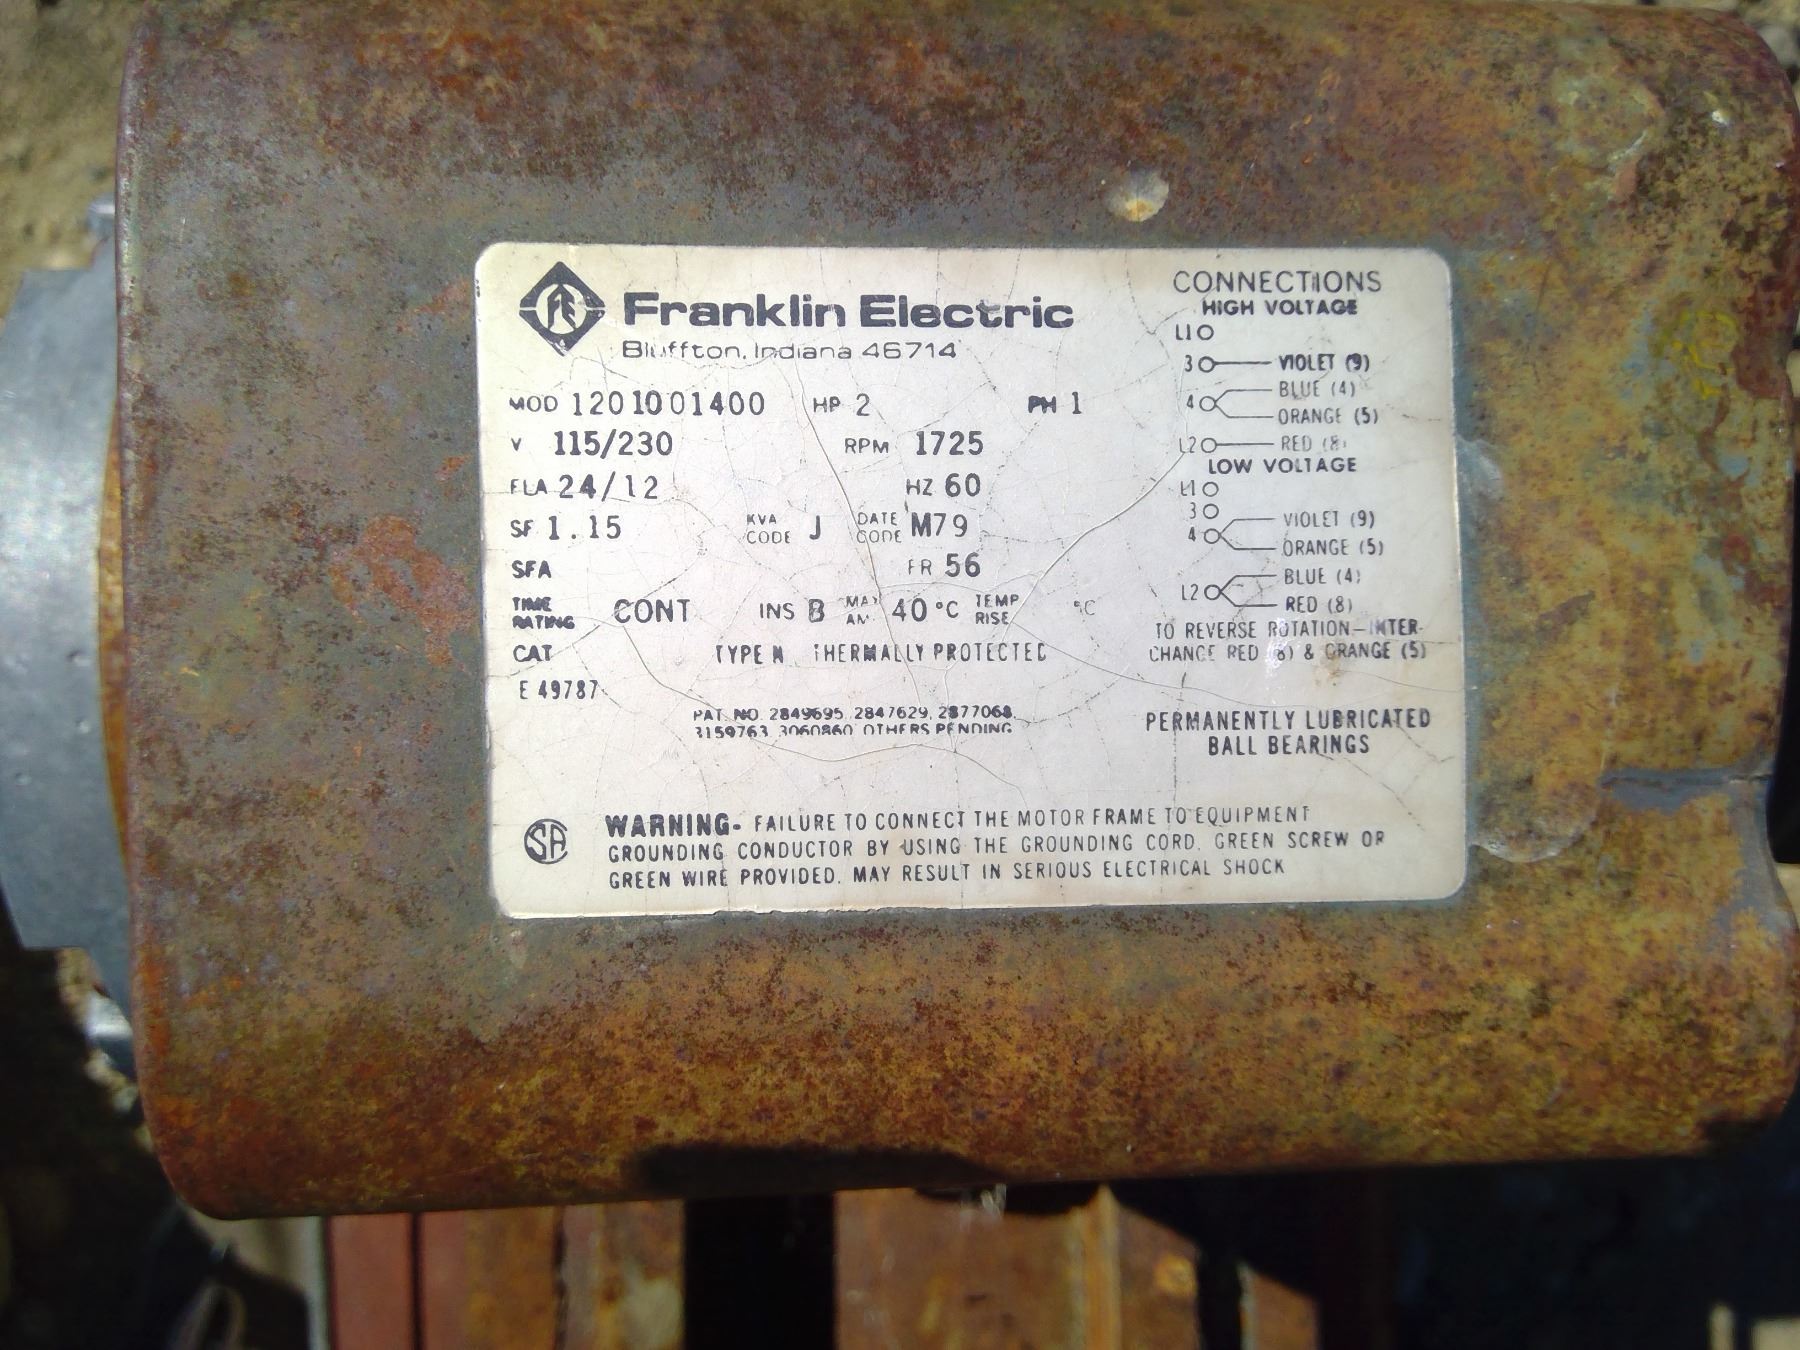 FE
Franklin Electric
Bluffton, Indiana 46714
MOD 1201001400 HP 2 PH 1
V 115/230 RPM 1725
FLA 24/12 HZ 60
SF 1.15 KVA CODE J DATE CODE M79
SFA FR 56
TIME RATING CONT INS B MAX AM 40 °C TEMP RISE °C
CAT TYPE N THERMALLY PROTECTED
E 49787
PAT. NO. 2849695, 2847629, 2877068,
3159763, 3060860, OTHERS PENDING
CONNECTIONS
HIGH VOLTAGE
L1
3 VIOLET (9)
4 BLUE (4)
ORANGE (5)
L2 RED (8)
LOW VOLTAGE
L1
3
4 VIOLET (9)
ORANGE (5)
L2 BLUE (4)
RED (8)
TO REVERSE ROTATION – INTER-
CHANGE RED (8) & ORANGE (5)
PERMANENTLY LUBRICATED
BALL BEARINGS
SA
WARNING- FAILURE TO CONNECT THE MOTOR FRAME TO EQUIPMENT
GROUNDING CONDUCTOR BY USING THE GROUNDING CORD, GREEN SCREW OR
GREEN WIRE PROVIDED, MAY RESULT IN SERIOUS ELECTRICAL SHOCK